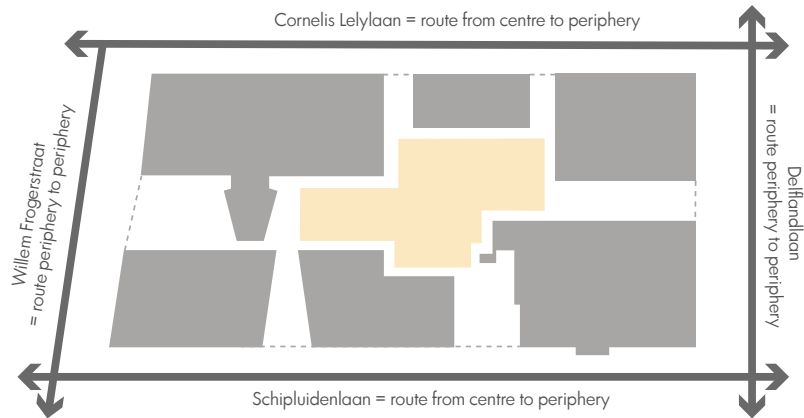 Cornelis Lelylaan = route from centre to periphery
Willem Frogerstraat
= route periphery to periphery
Delflandlaan
= route periphery to periphery
Schipluidenlaan = route from centre to periphery